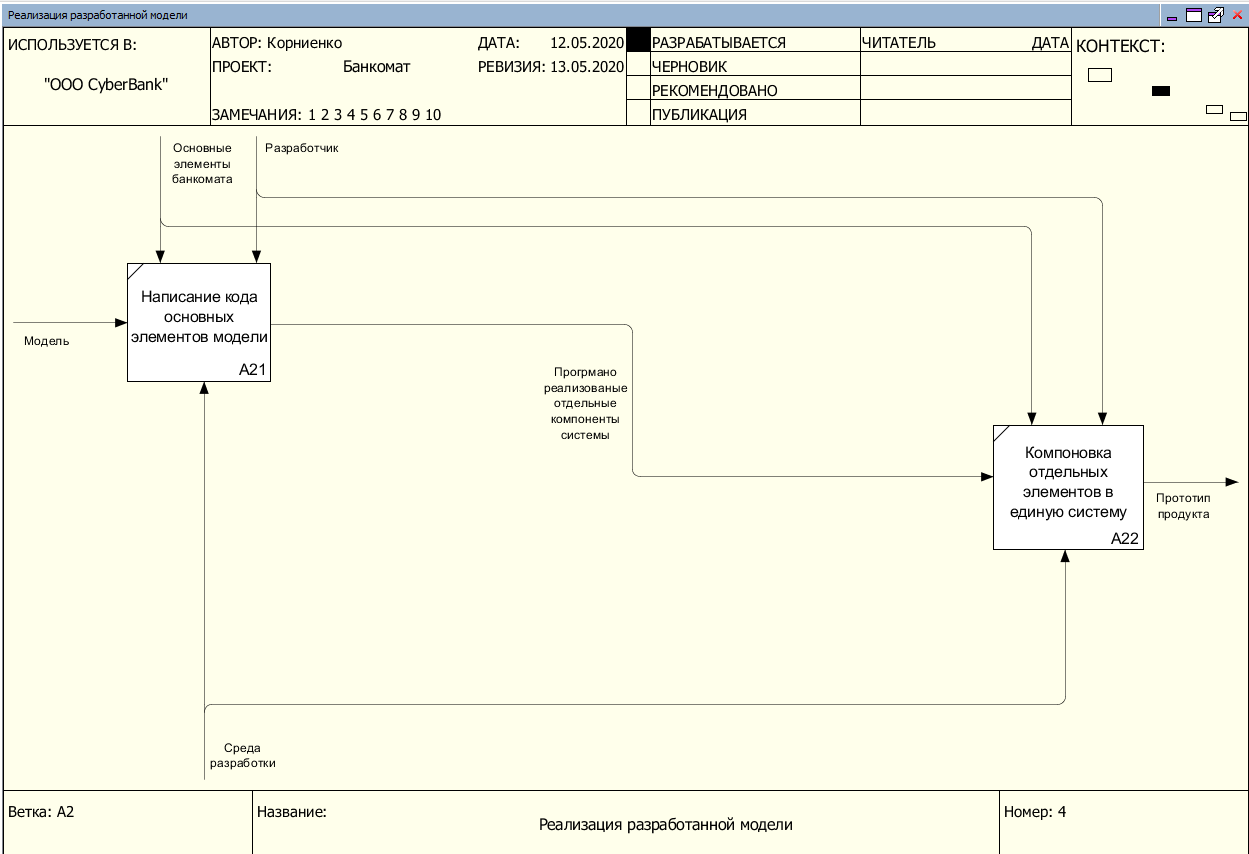 Реализация разработанной модели
ИСПОЛЬЗУЕТСЯ В:
"ООО CyberBank"
АВТОР: Корниенко
ДАТА: 12.05.2020
ПРОЕКТ: Банкомат
РЕВИЗИЯ: 13.05.2020
ЗАМЕЧАНИЯ: 1 2 3 4 5 6 7 8 9 10
РАЗРАБАТЫВАЕТСЯ
ЧЕРНОВИК
РЕКОМЕНДОВАНО
ПУБЛИКАЦИЯ
ЧИТАТЕЛЬ ДАТА
КОНТЕКСТ:
Основные
элементы
банкомата
Разработчик
Написание кода
основных
элементов модели
A21
Модель
Прогрмано
реализованые
отдельные
компоненты
системы
Компоновка
отдельных
элементов в
единую систему
A22
Прототип
продукта
Среда
разработки
Ветка: A2
Название:
Реализация разработанной модели
Номер: 4